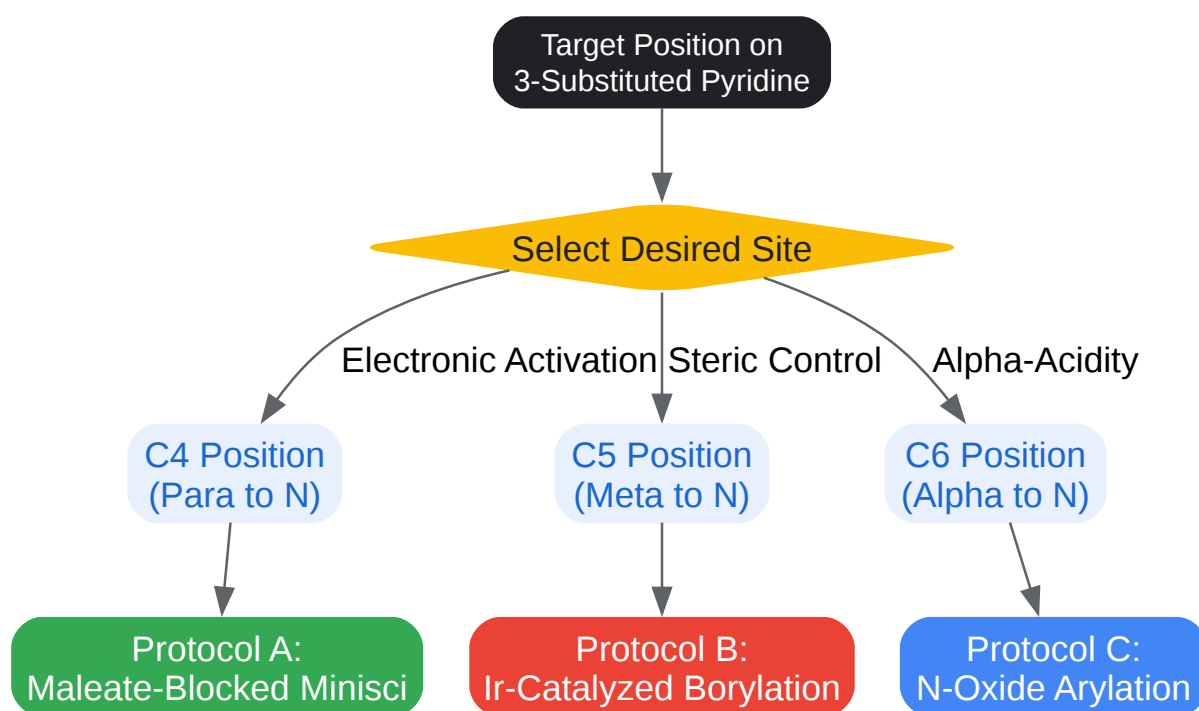 Target Position on
3-Substituted Pyridine
Select Desired Site
Electronic Activation
Steric Control
Alpha-Acidity
C4 Position
(Para to N)
C5 Position
(Meta to N)
C6 Position
(Alpha to N)
Protocol A:
Maleate-Blocked Minisci
Protocol B:
Ir-Catalyzed Borylation
Protocol C:
N-Oxide Arylation